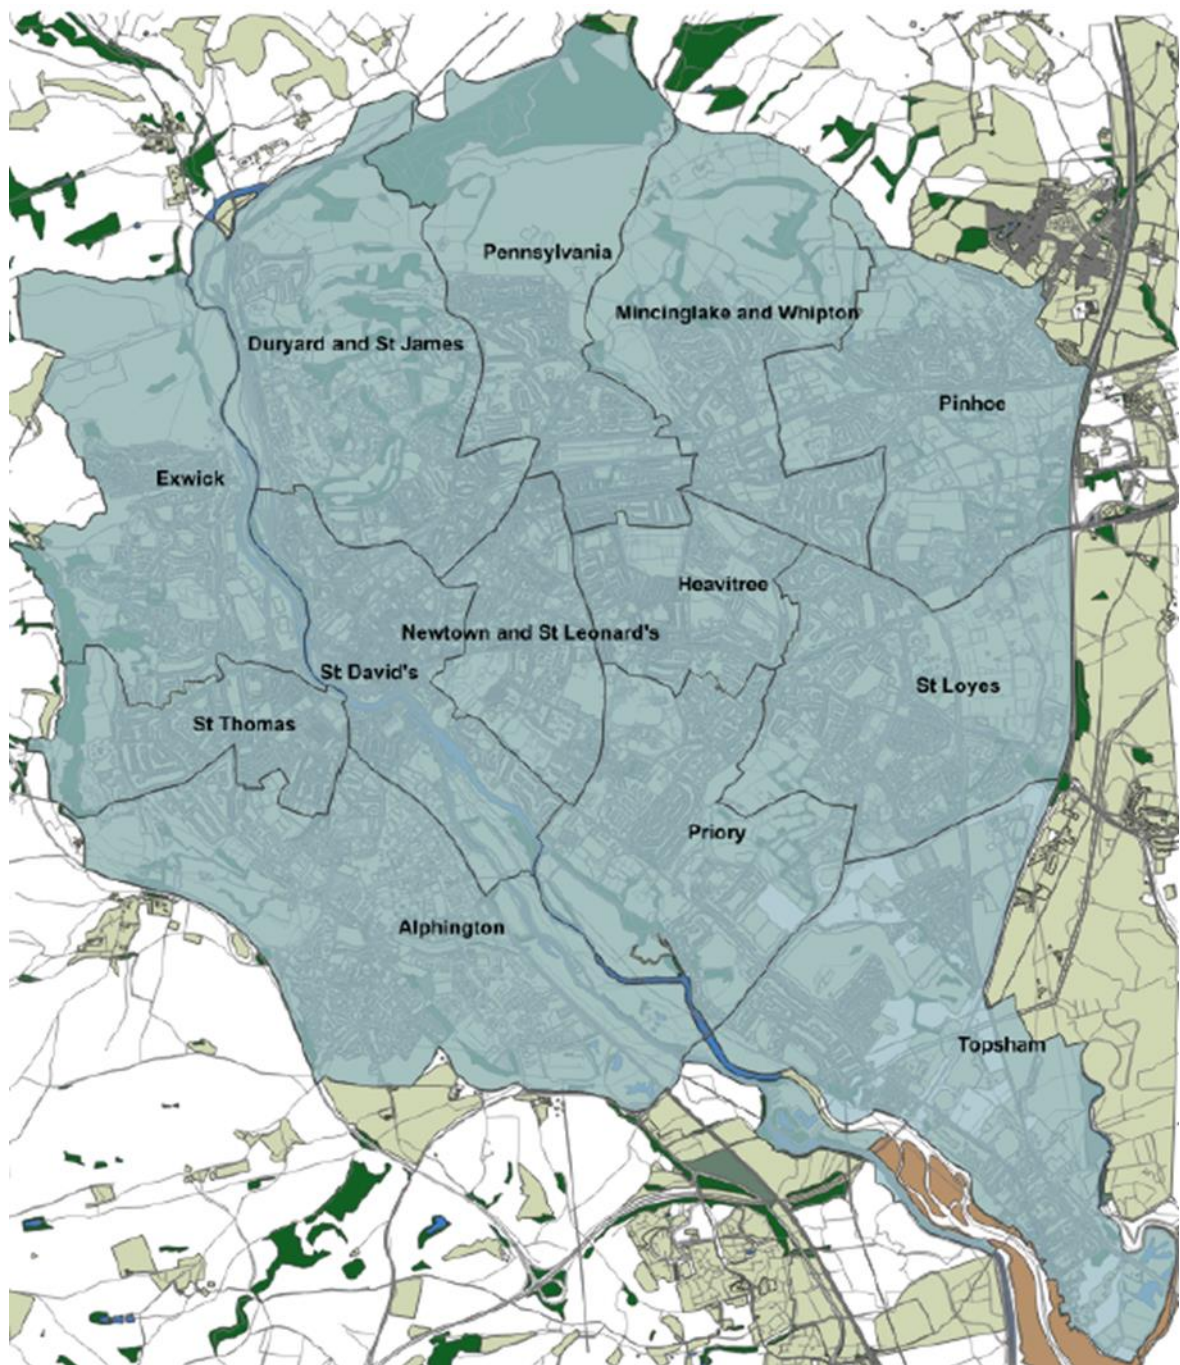 Pennsylvania
Mincinglake and Whipton
Duryard and St James
Pinhoe
Exwick
Heavitree
Newtown and St Leonard's
St David's
St Loyes
St Thomas
Priory
Alphington
Topsham